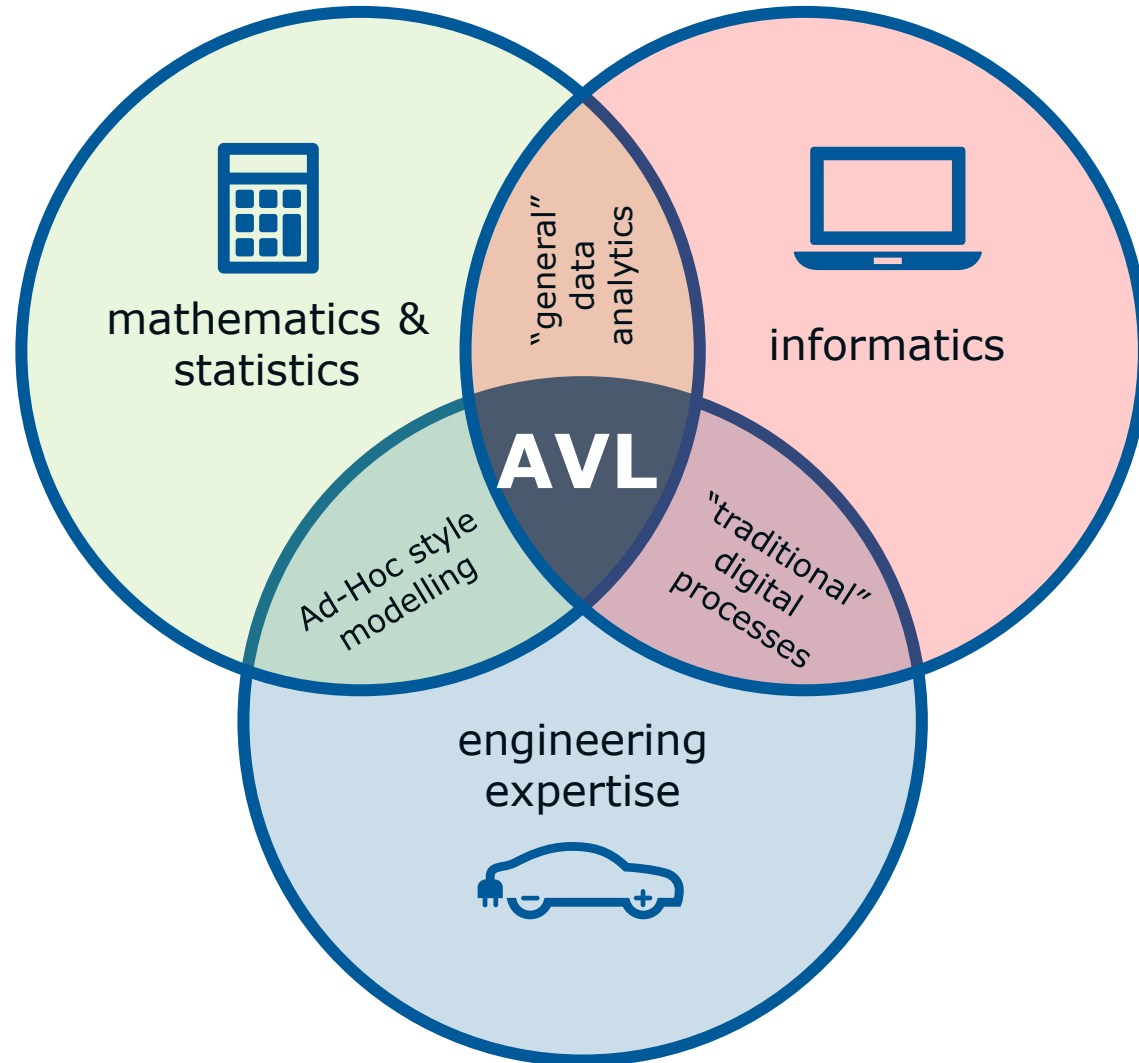 mathematics &
statistics
"general"
data
analytics
informatics
AVL
Ad-Hoc style
modelling
"traditional"
digital
processes
engineering
expertise